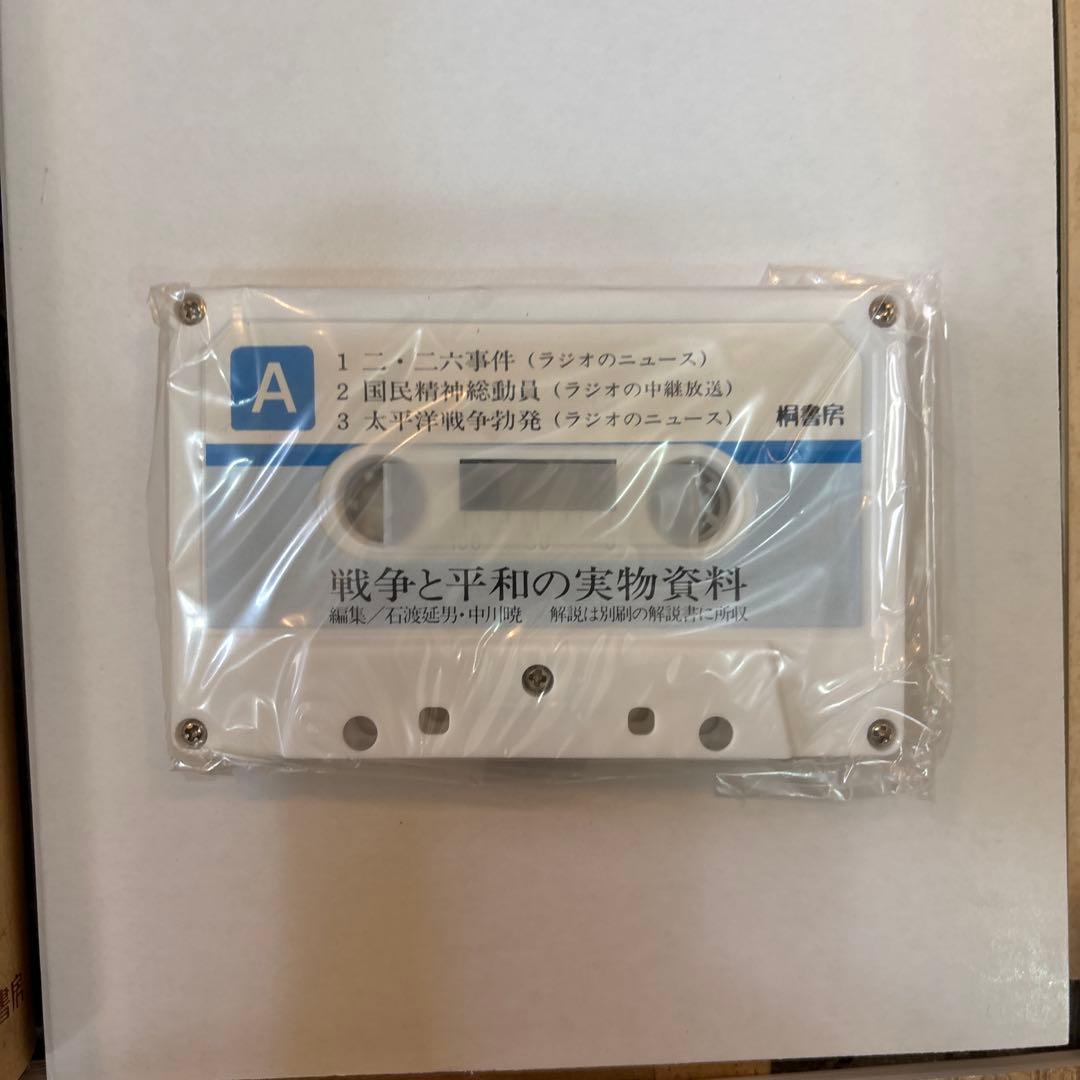 A
1 二・二六事件（ラジオのニュース）
2 国民精神総動員（ラジオの中継放送）
3 太平洋戦争勃発（ラジオのニュース）
桐書房
戦争と平和の実物資料
編集／石渡延男・中川暁　解説は別刷の解説書に所収
書房